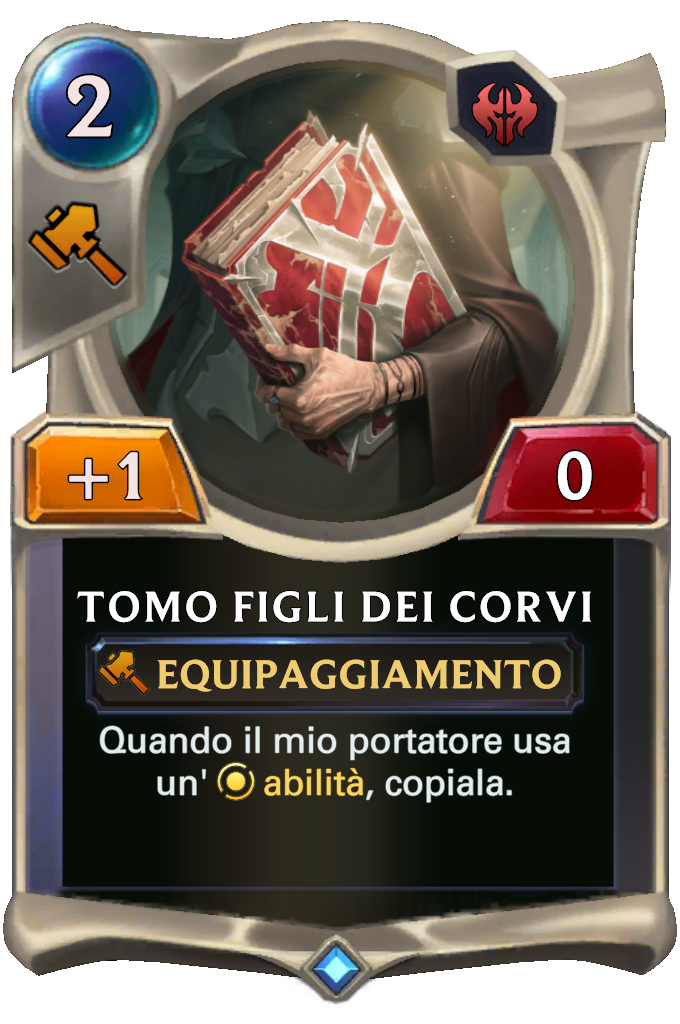 2
+1
0
TOMO FIGLI DEI CORVI
EQUIPAGGIAMENTO
Quando il mio portatore usa
un' abilità, copiala.